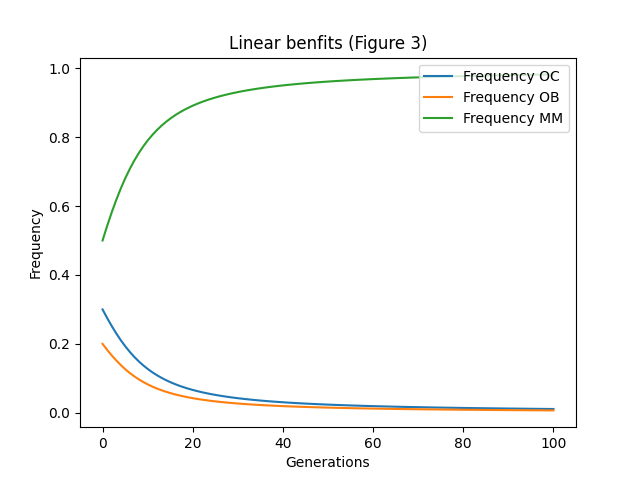 Linear benfits (Figure 3)
1.0
0.8
0.6
0.4
0.2
0.0
Frequency
Frequency OC
Frequency OB
Frequency MM
0 20 40 60 80 100
Generations